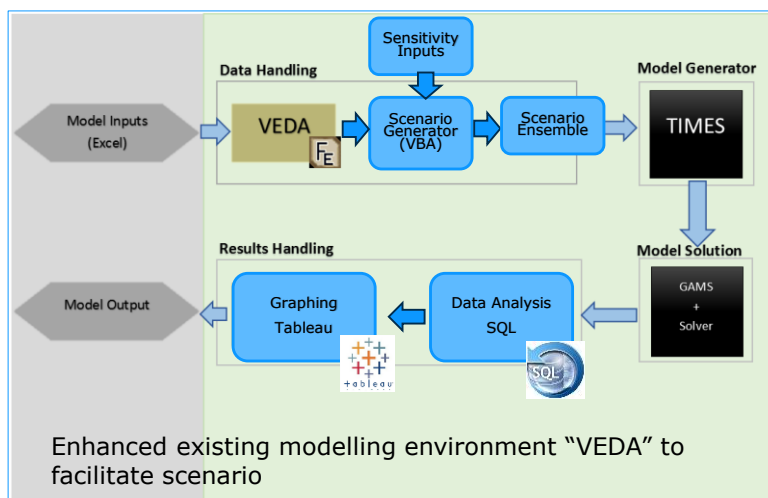 Sensitivity
Inputs
Data Handling
Model Generator
Model Inputs
(Excel)
VEDA
FE
Scenario
Generator
(VBA)
Scenario
Ensemble
TIMES
Results Handling
Model Solution
Model Output
Graphing
Tableau
Data Analysis
SQL
GAMS
+
Solver
+ableau
SQL
Enhanced existing modelling environment “VEDA” to
facilitate scenario